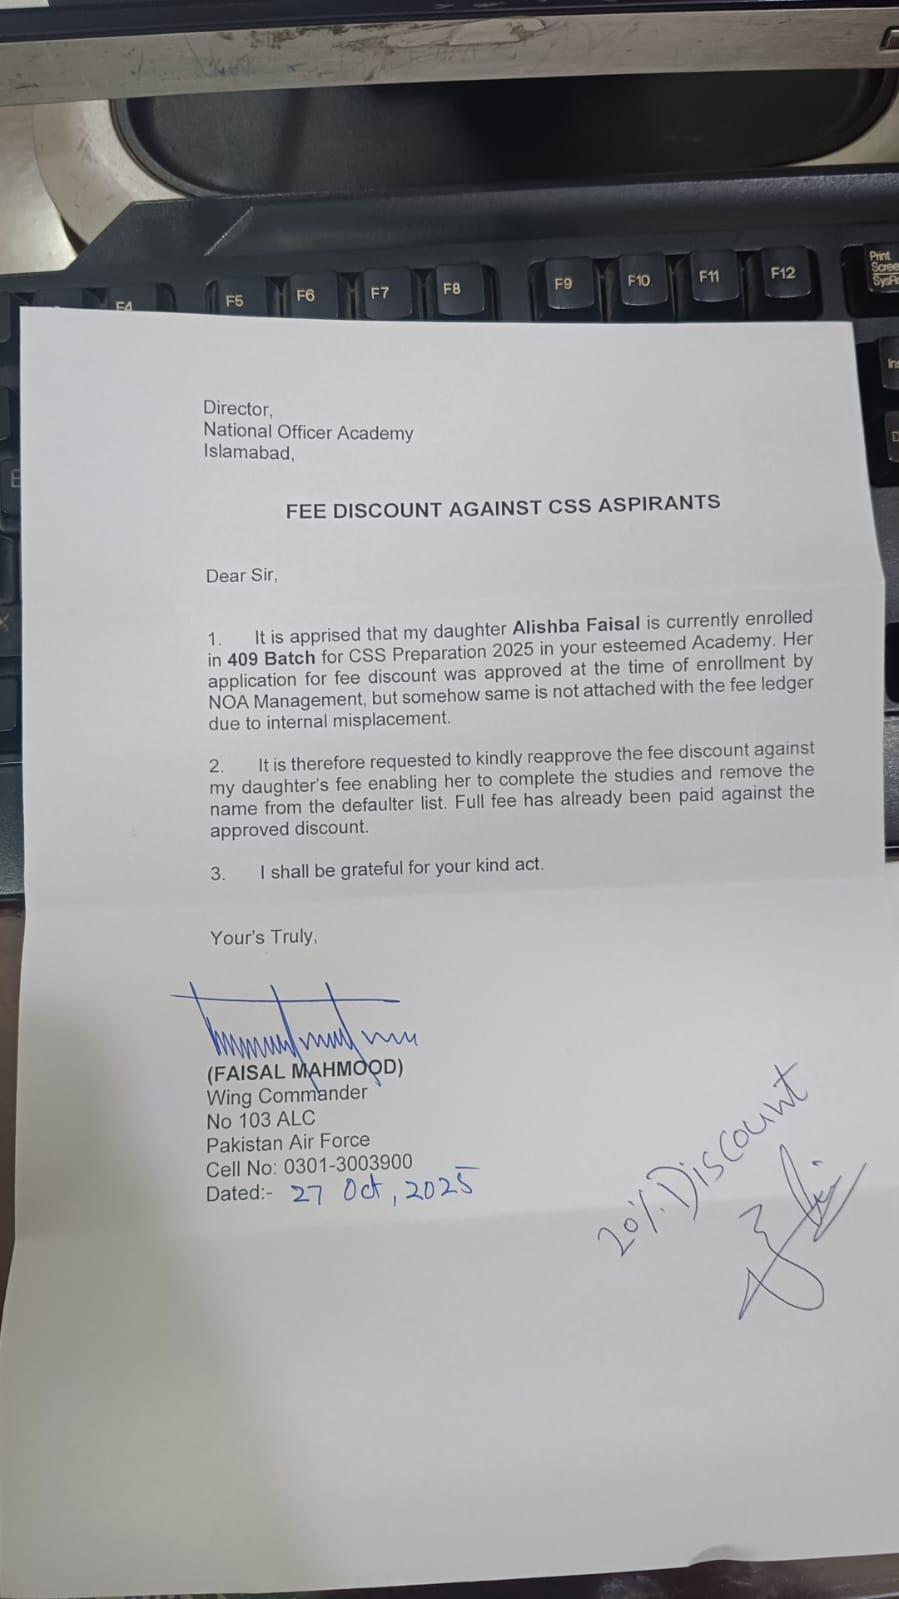 F4 F5 F6 F7 F8 F9 F10 F11 F12 Print
Scree
SysR
Ins
Director,
National Officer Academy
Islamabad,
FEE DISCOUNT AGAINST CSS ASPIRANTS
Dear Sir,
1. It is apprised that my daughter Alishba Faisal is currently enrolled
in 409 Batch for CSS Preparation 2025 in your esteemed Academy. Her
application for fee discount was approved at the time of enrollment by
NOA Management, but somehow same is not attached with the fee ledger
due to internal misplacement.
2. It is therefore requested to kindly reapprove the fee discount against
my daughter's fee enabling her to complete the studies and remove the
name from the defaulter list. Full fee has already been paid against the
approved discount.
3. I shall be grateful for your kind act.
Your's Truly,
(FAISAL MAHMOOD)
Wing Commander
No 103 ALC
Pakistan Air Force
Cell No: 0301-3003900
Dated:- 27 Oct, 2025
20% Discount